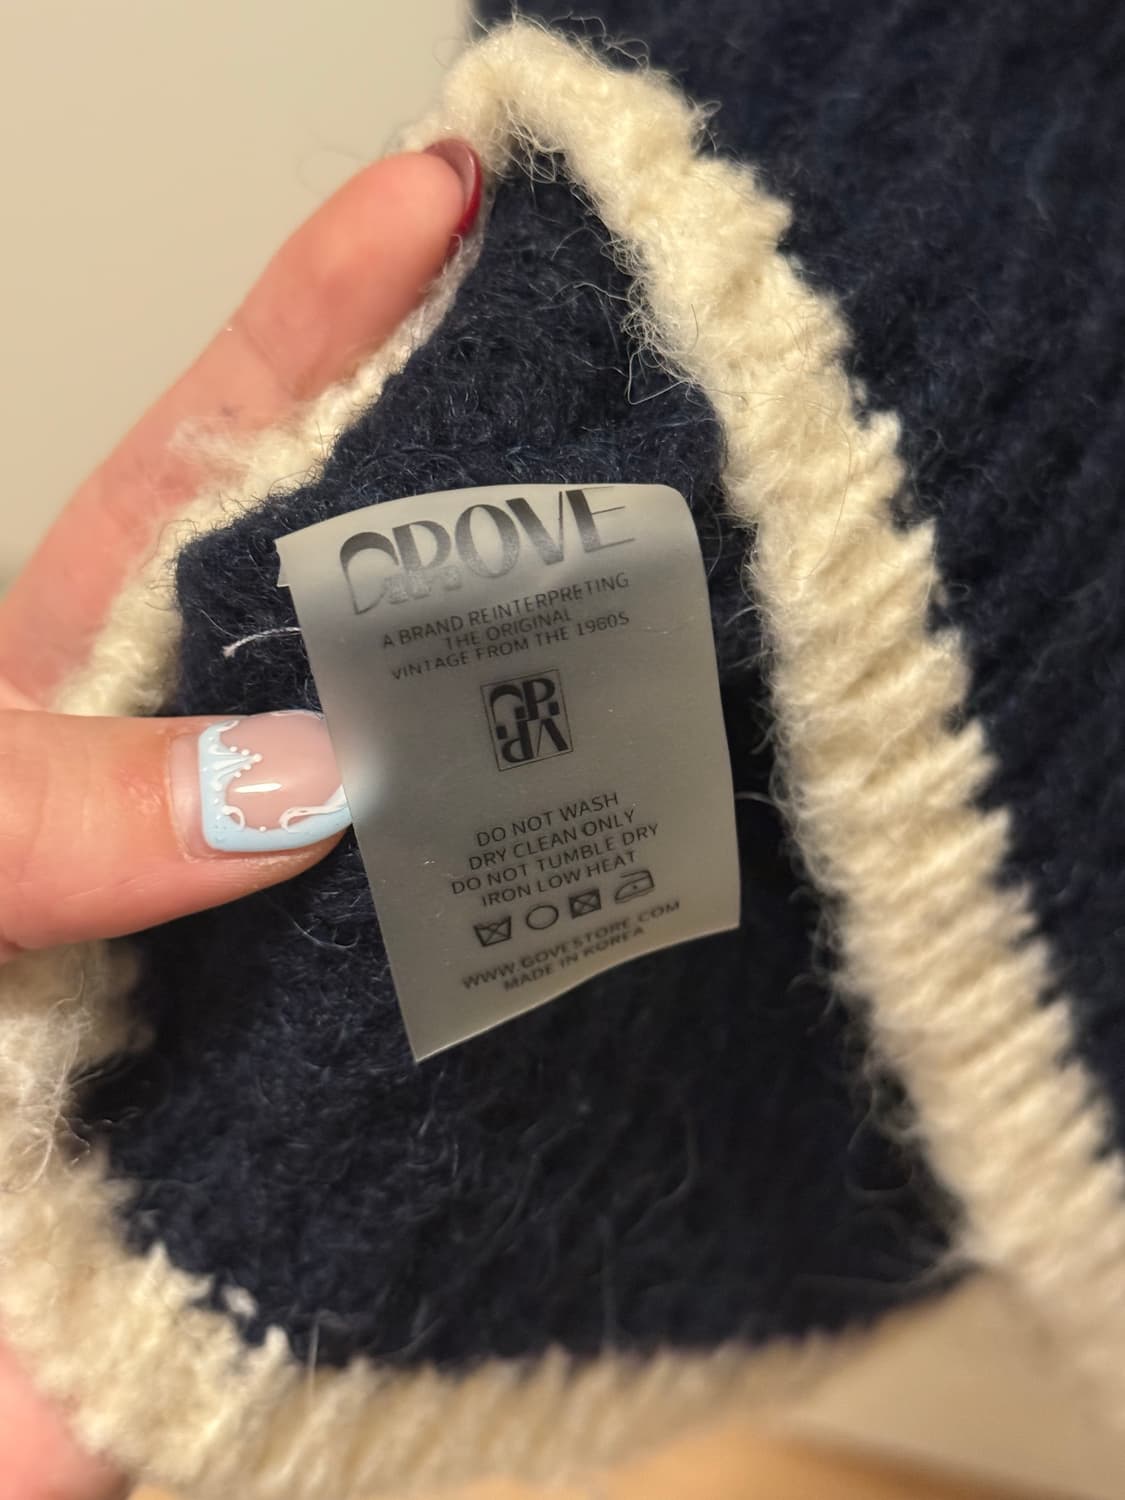 GROVE
A BRAND REINTERPRETING
THE ORIGINAL
VINTAGE FROM THE 1960S
DO NOT WASH
DRY CLEAN ONLY
DO NOT TUMBLE DRY
IRON LOW HEAT
WWW.GOVESTORE.COM
MADE IN KOREA